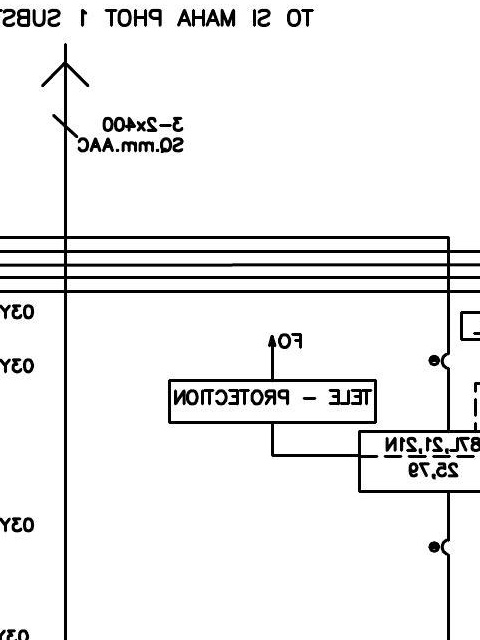 TO SI MAHA PHOT 1 SUBST
3-2x400
SQ.mm.AAC
03Y
FO
03Y
TELE - PROTECTION
87L,21,21N
25,79
03Y
03Y